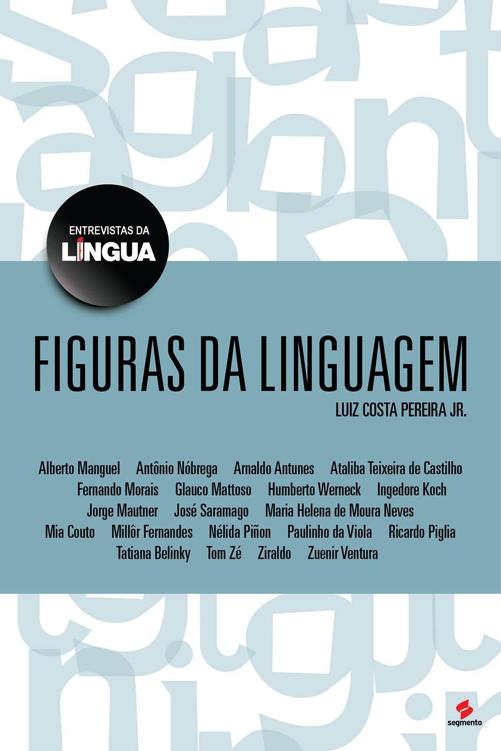 ENTREVISTAS DA
LÍNGUA
FIGURAS DA LINGUAGEM
LUIZ COSTA PEREIRA JR.
Alberto Manguel Antônio Nóbrega Arnaldo Antunes Ataliba Teixeira de Castilho
Fernando Morais Glauco Mattoso Humberto Werneck Ingedore Koch
Jorge Mautner José Saramago Maria Helena de Moura Neves
Mia Couto Millôr Fernandes Nélida Piñon Paulinho da Viola Ricardo Piglia
Tatiana Belinky Tom Zé Ziraldo Zuenir Ventura
segmento